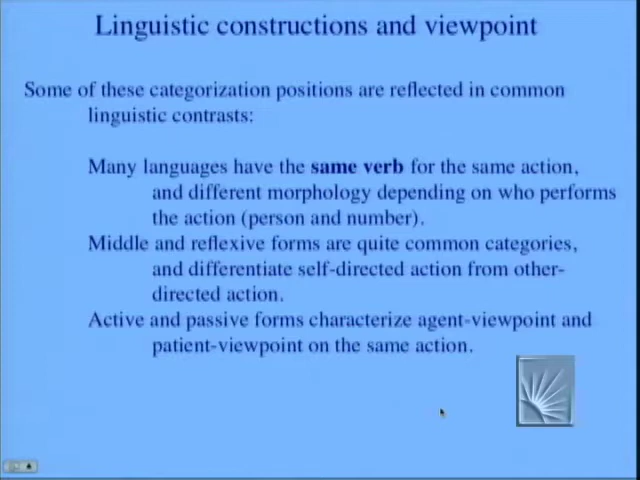 Linguistic constructions and viewpoint
Some of these categorization positions are reflected in common
linguistic contrasts:
Many languages have the same verb for the same action,
and different morphology depending on who performs
the action (person and number).
Middle and reflexive forms are quite common categories,
and differentiate self-directed action from other-
directed action.
Active and passive forms characterize agent-viewpoint and
patient-viewpoint on the same action.